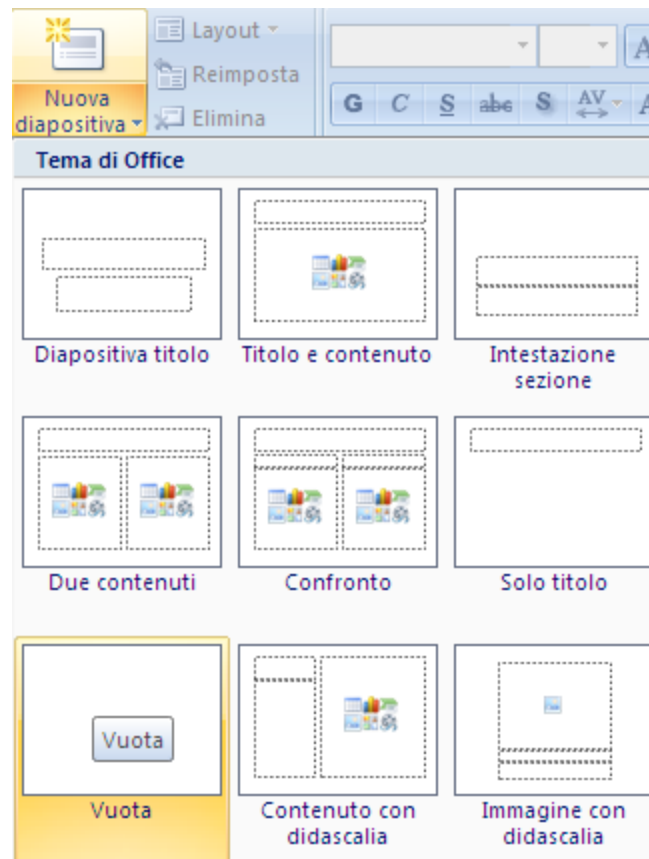 Layout
Reimposta
Nuova
diapositiva
Elimina
G C S abc S AV A
A
Tema di Office
Diapositiva titolo
Titolo e contenuto
Intestazione
sezione
Due contenuti
Confronto
Solo titolo
Vuota
Vuota
Contenuto con
didascalia
Immagine con
didascalia